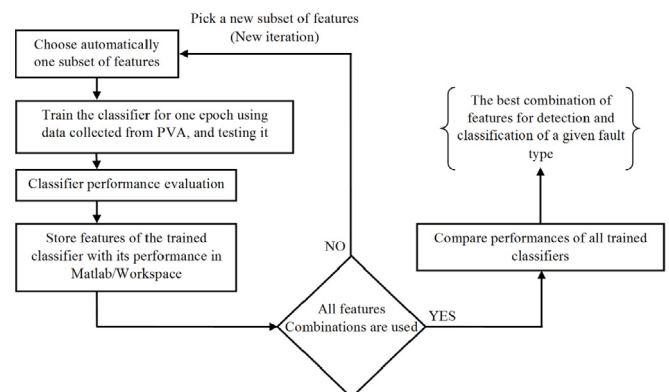 Pick a new subset of features
(New iteration)
Choose automatically
one subset of features
Train the classifier for one epoch using
data collected from PVA, and testing it
Classifier performance evaluation
Store features of the trained
classifier with its performance in
Matlab/Workspace
NO
All features
Combinations are used
YES
Compare performances of all trained
classifiers
The best combination of
features for detection and
classification of a given fault
type